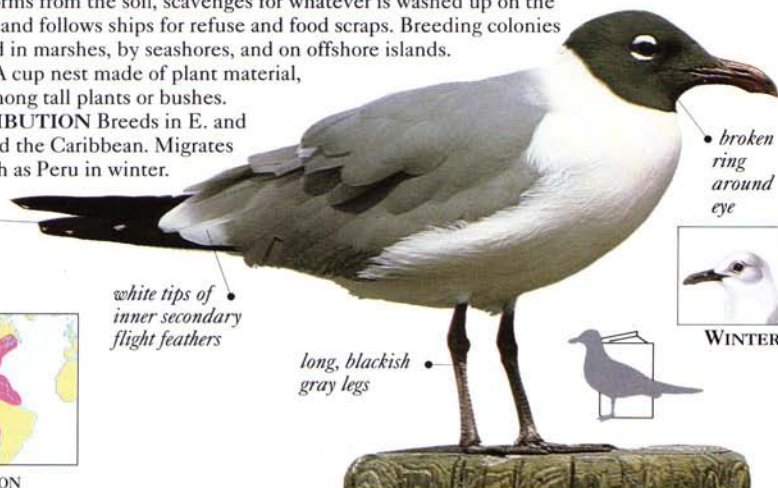 orms from the soil, scavenges for whatever is washed up on the
and follows ships for refuse and food scraps. Breeding colonies
d in marshes, by seashores, and on offshore islands.
A cup nest made of plant material,
nong tall plants or bushes.
IBUTION Breeds in E. and
d the Caribbean. Migrates
h as Peru in winter.
broken
ring
around
eye
white tips of
inner secondary
flight feathers
long, blackish
gray legs
WINTER
ON